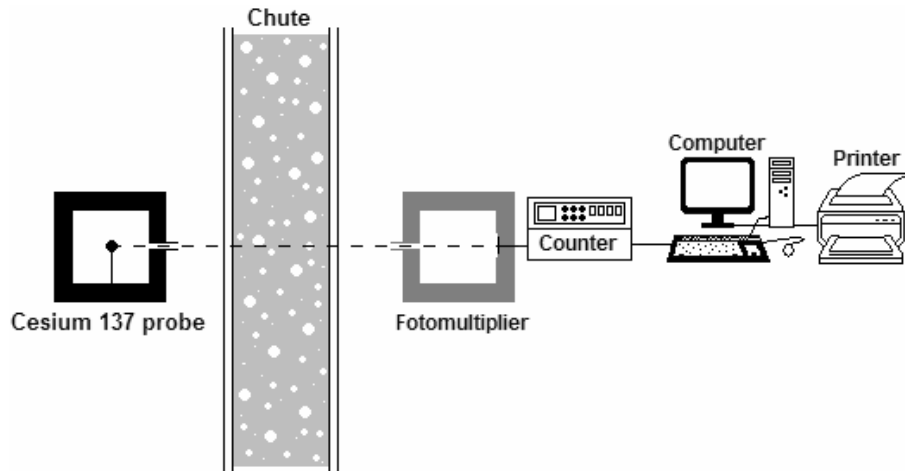 Chute
Computer
Printer
Counter
Cesium 137 probe
Fotomultiplier